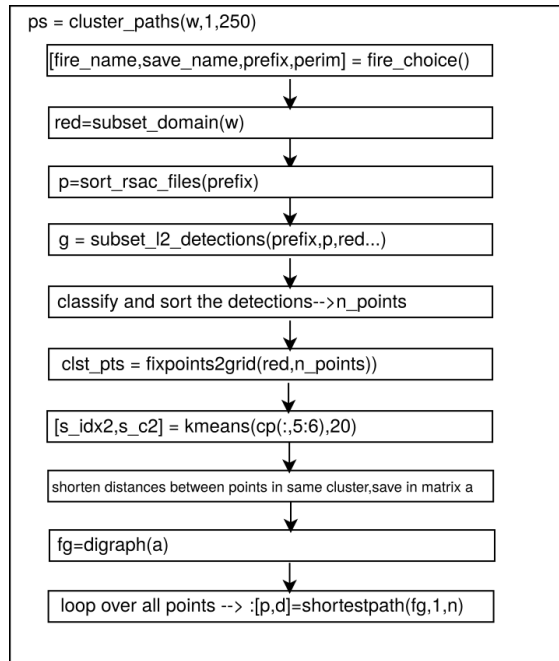 ps = cluster_paths(w,1,250)
[fire_name,save_name,prefix,perim] = fire_choice()
red=subset_domain(w)
p=sort_rsac_files(prefix)
g = subset_l2_detections(prefix,p,red...)
classify and sort the detections-->n_points
clst_pts = fixpoints2grid(red,n_points))
[s_idx2,s_c2] = kmeans(cp(:,5:6),20)
shorten distances between points in same cluster,save in matrix a
fg=digraph(a)
loop over all points --> :[p,d]=shortestpath(fg,1,n)